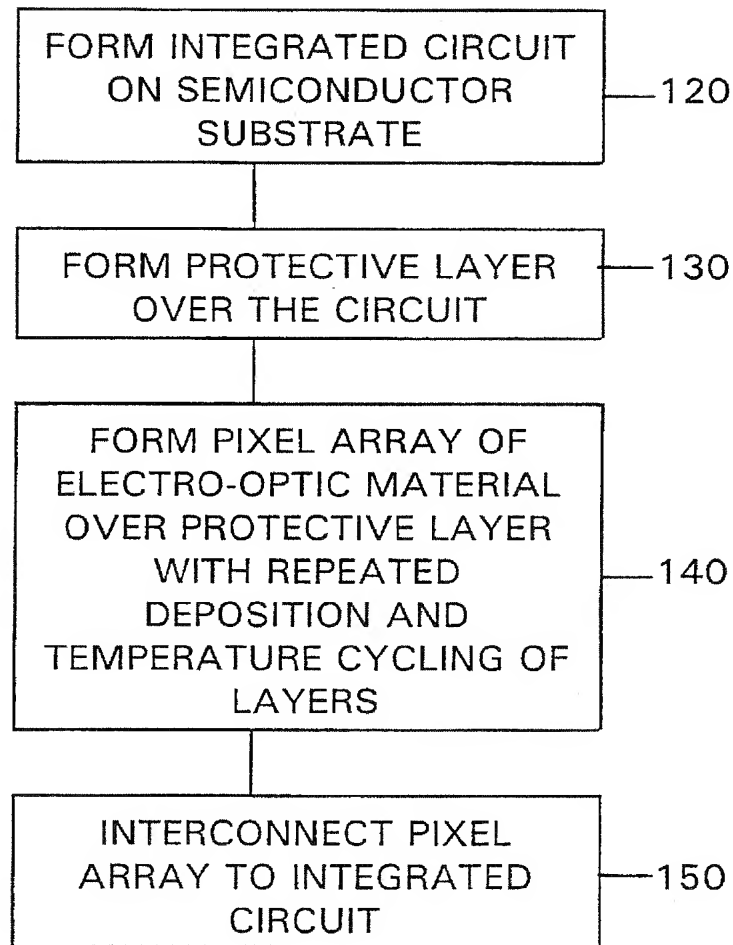 FORM INTEGRATED CIRCUIT
ON SEMICONDUCTOR
SUBSTRATE
120
FORM PROTECTIVE LAYER
OVER THE CIRCUIT
130
FORM PIXEL ARRAY OF
ELECTRO-OPTIC MATERIAL
OVER PROTECTIVE LAYER
WITH REPEATED
DEPOSITION AND
TEMPERATURE CYCLING OF
LAYERS
140
INTERCONNECT PIXEL
ARRAY TO INTEGRATED
CIRCUIT
150